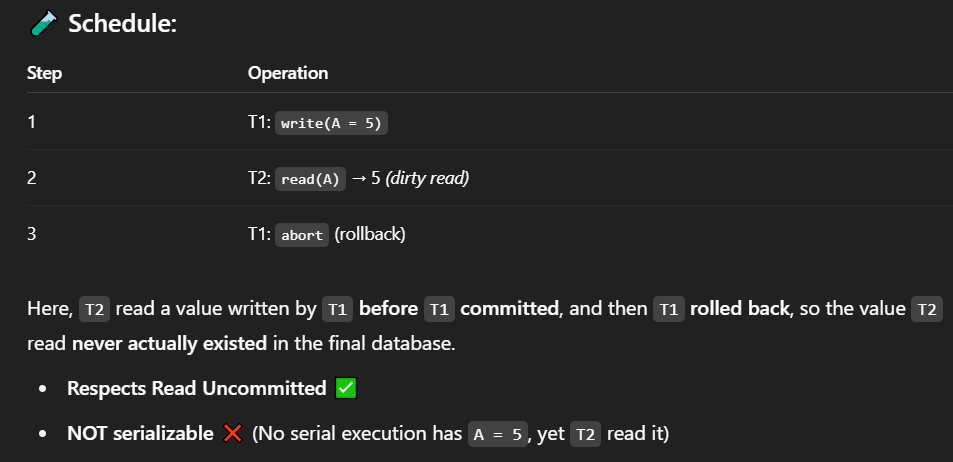 🧪 Schedule:
Step Operation
1 T1: write(A = 5)
2 T2: read(A) → 5 (dirty read)
3 T1: abort (rollback)
Here, T2 read a value written by T1 before T1 committed, and then T1 rolled back, so the value T2
read never actually existed in the final database.
• Respects Read Uncommitted ✅
• NOT serializable ❌ (No serial execution has A = 5, yet T2 read it)